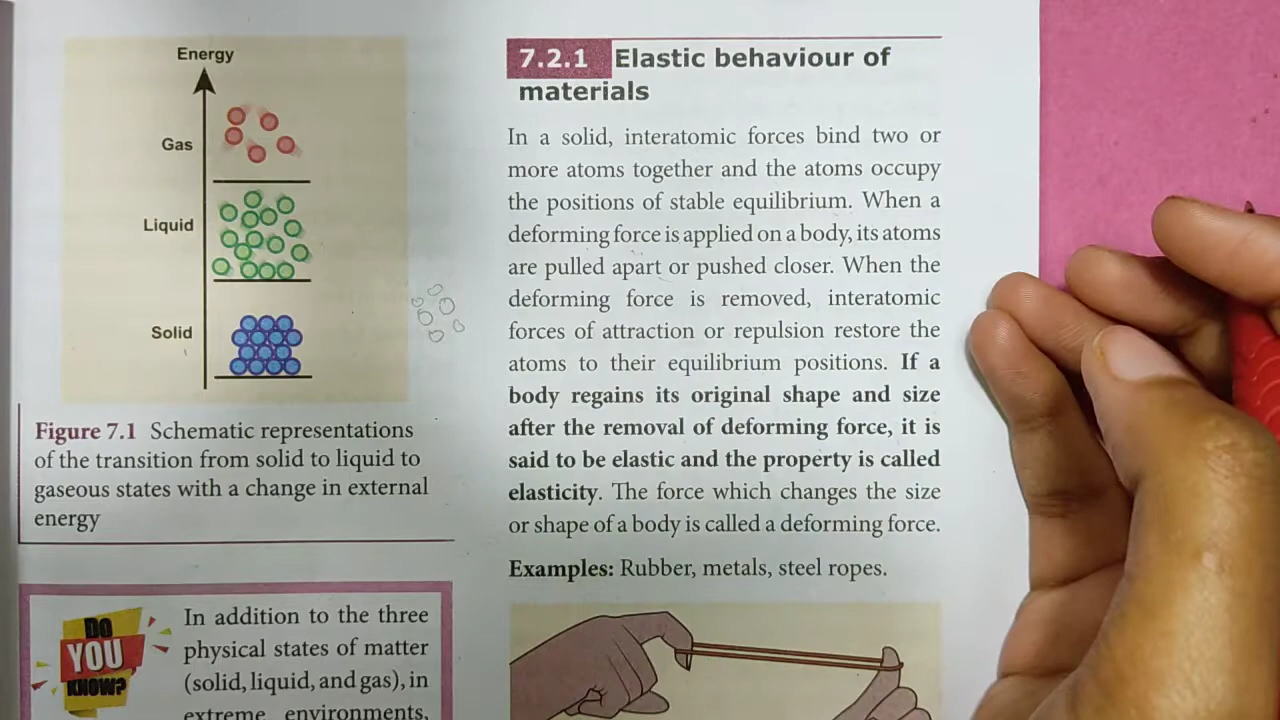 Energy
Gas
Liquid
Solid
Figure 7.1 Schematic representations
of the transition from solid to liquid to
gaseous states with a change in external
energy
DO
YOU
KNOW?
In addition to the three
physical states of matter
(solid, liquid, and gas), in
extreme environments,
7.2.1 Elastic behaviour of
materials
In a solid, interatomic forces bind two or
more atoms together and the atoms occupy
the positions of stable equilibrium. When a
deforming force is applied on a body, its atoms
are pulled apart or pushed closer. When the
deforming force is removed, interatomic
forces of attraction or repulsion restore the
atoms to their equilibrium positions. If a
body regains its original shape and size
after the removal of deforming force, it is
said to be elastic and the property is called
elasticity. The force which changes the size
or shape of a body is called a deforming force.
Examples: Rubber, metals, steel ropes.